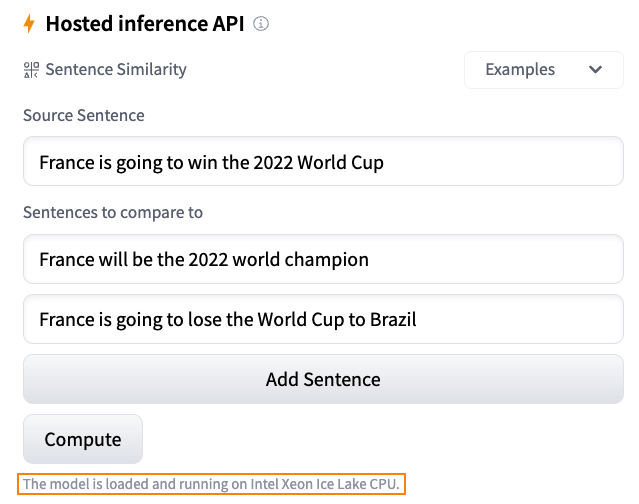 Hosted inference API
Sentence Similarity
Examples
Source Sentence
France is going to win the 2022 World Cup
Sentences to compare to
France will be the 2022 world champion
France is going to lose the World Cup to Brazil
Add Sentence
Compute
The model is loaded and running on Intel Xeon Ice Lake CPU.